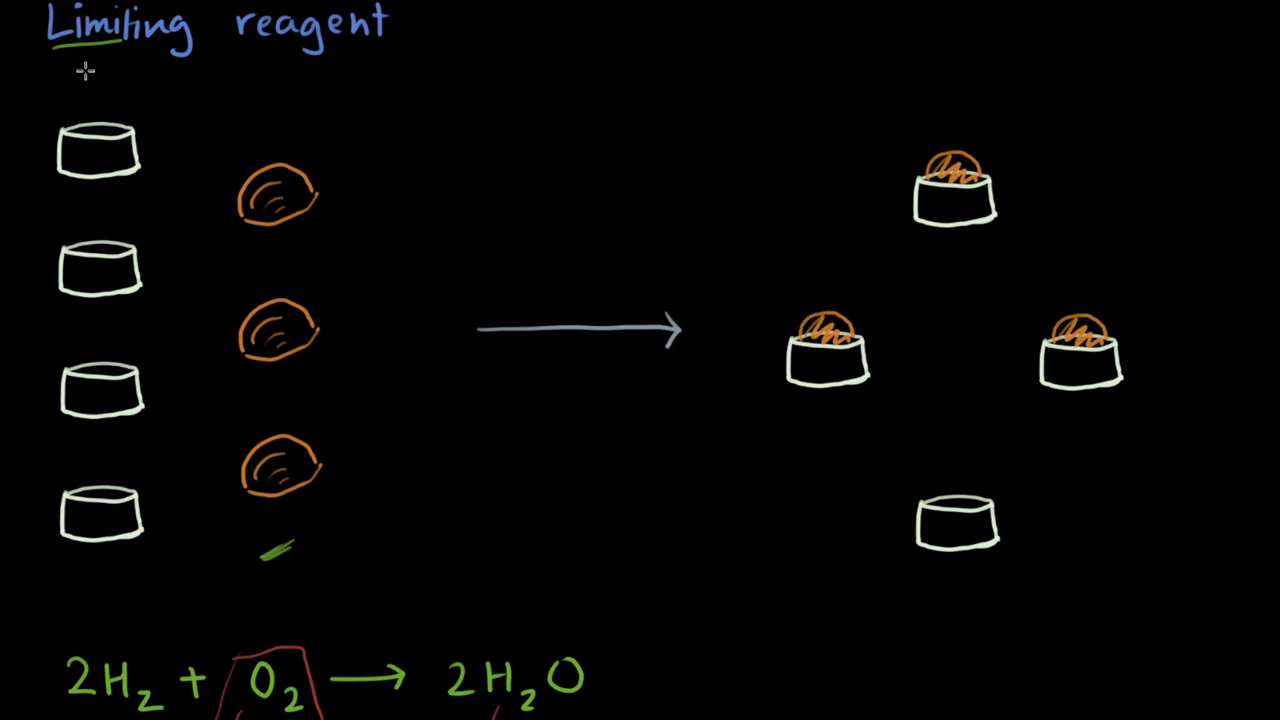 Limiting reagent
2H₂ + O₂ → 2H₂O